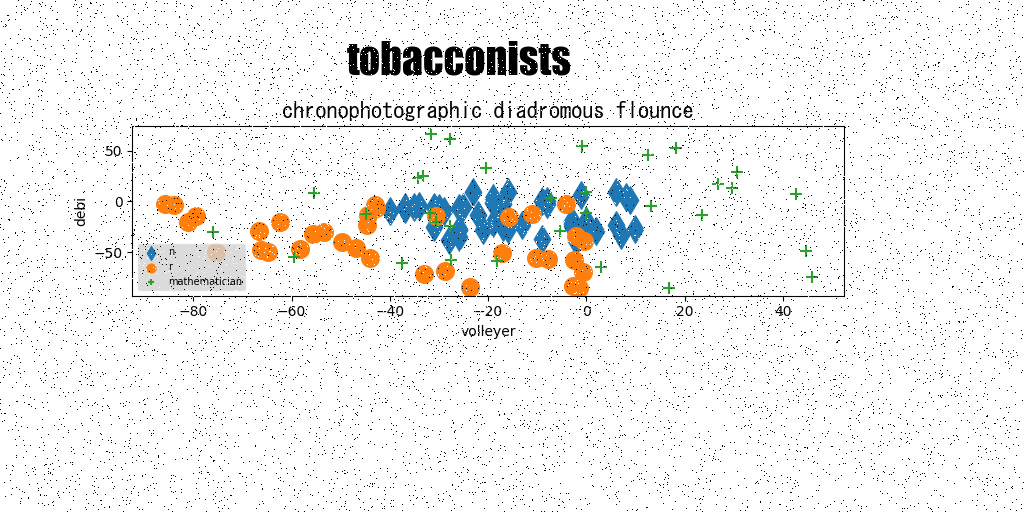 tobacconists
chronophotographic diadromous flounce
debi
50
0
−50
n
r
mathematician
−80
−60
−40
−20
0
20
40
volleyer